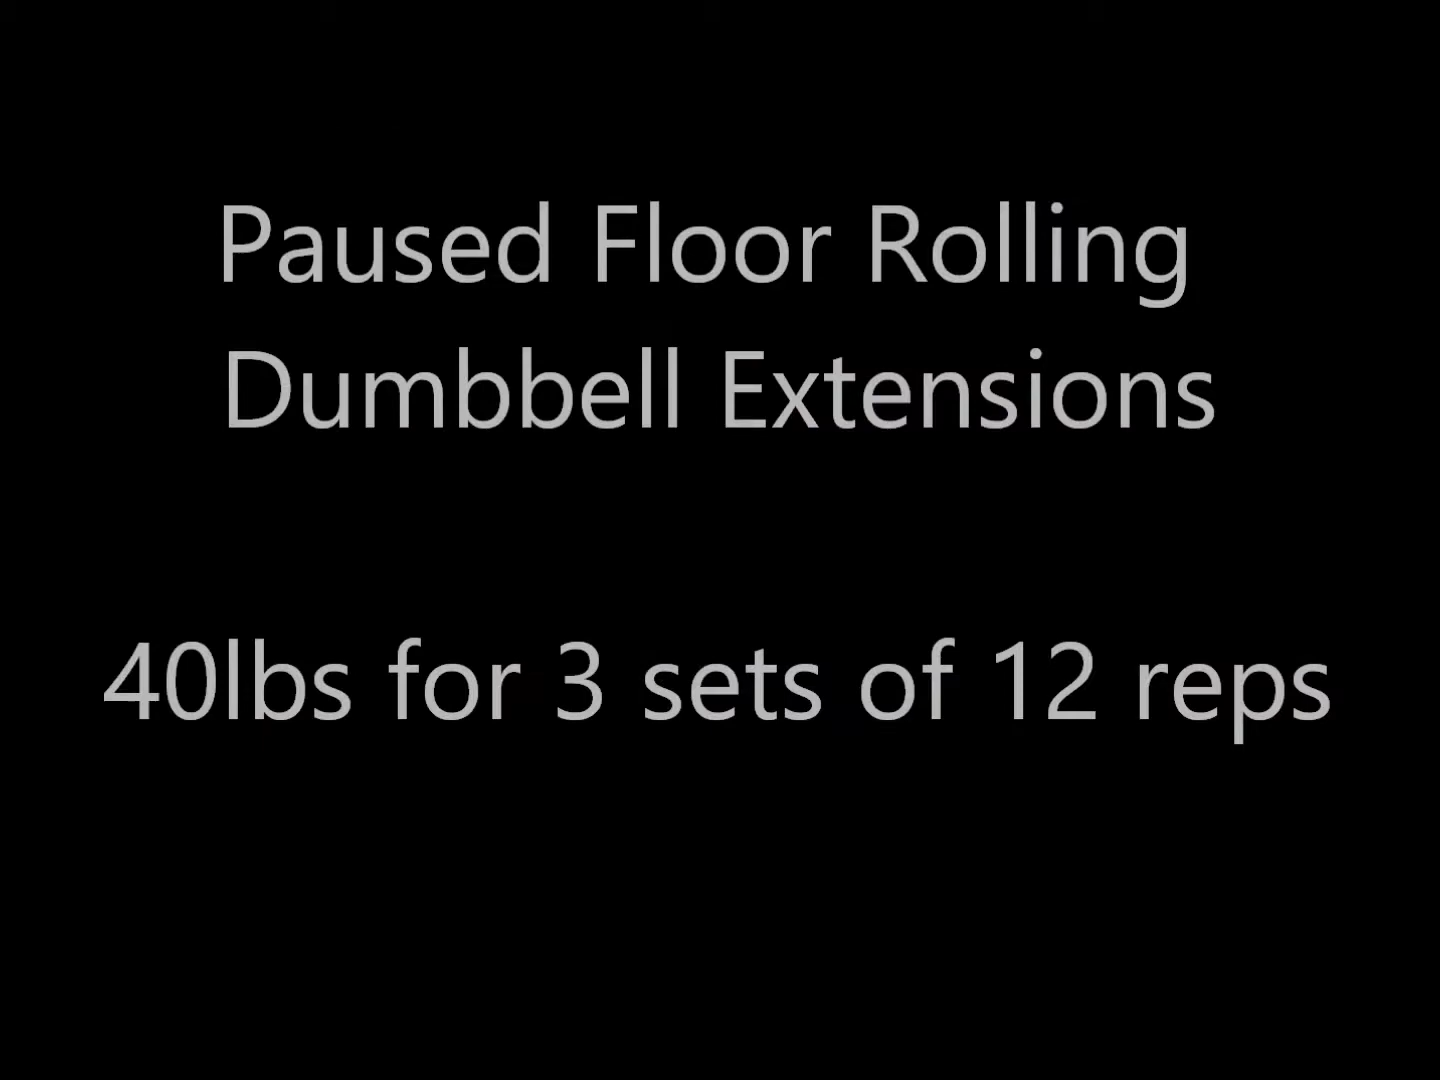 Paused Floor Rolling
Dumbbell Extensions
40lbs for 3 sets of 12 reps